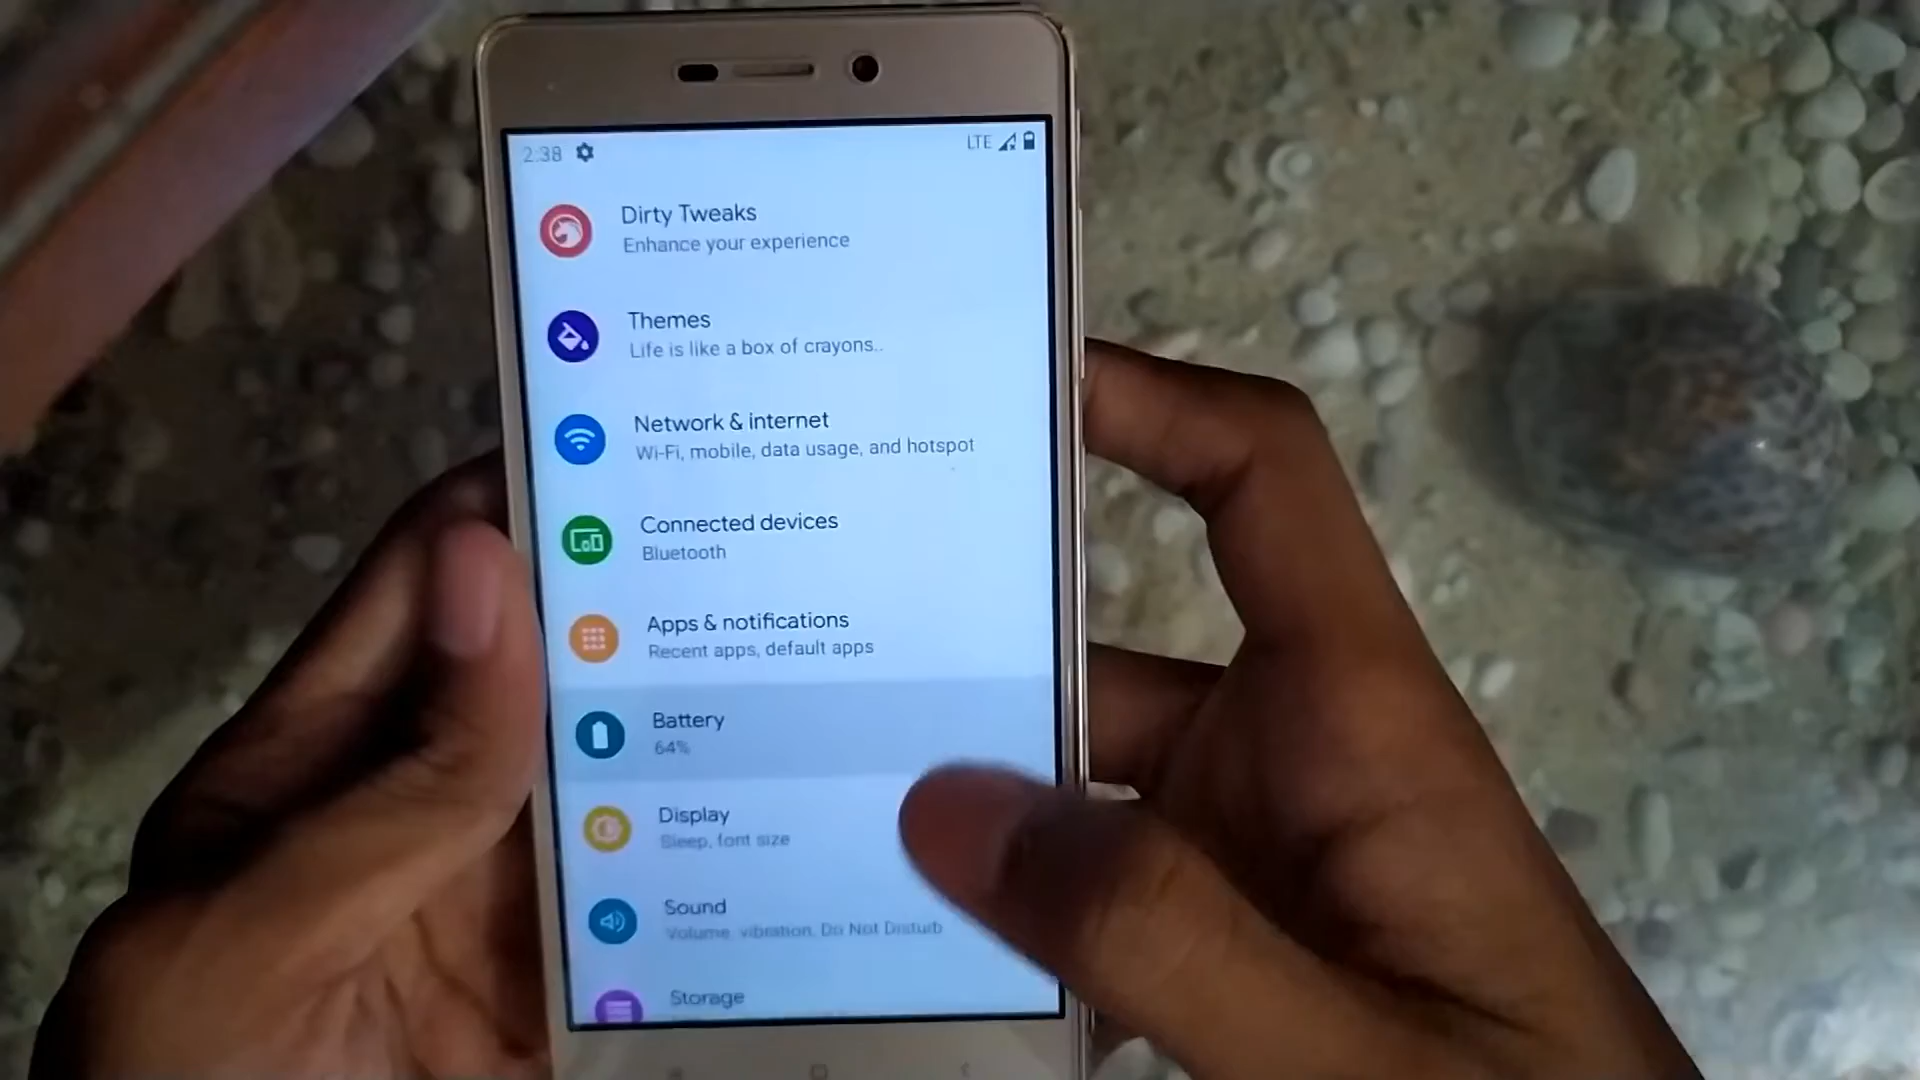 2:38
LTE
Dirty Tweaks
Enhance your experience
Themes
Life is like a box of crayons..
Network & internet
Wi-Fi, mobile, data usage, and hotspot
Connected devices
Bluetooth
Apps & notifications
Recent apps, default apps
Battery
64%
Display
Sleep, font size
Sound
Volume, vibration, Do Not Disturb
Storage